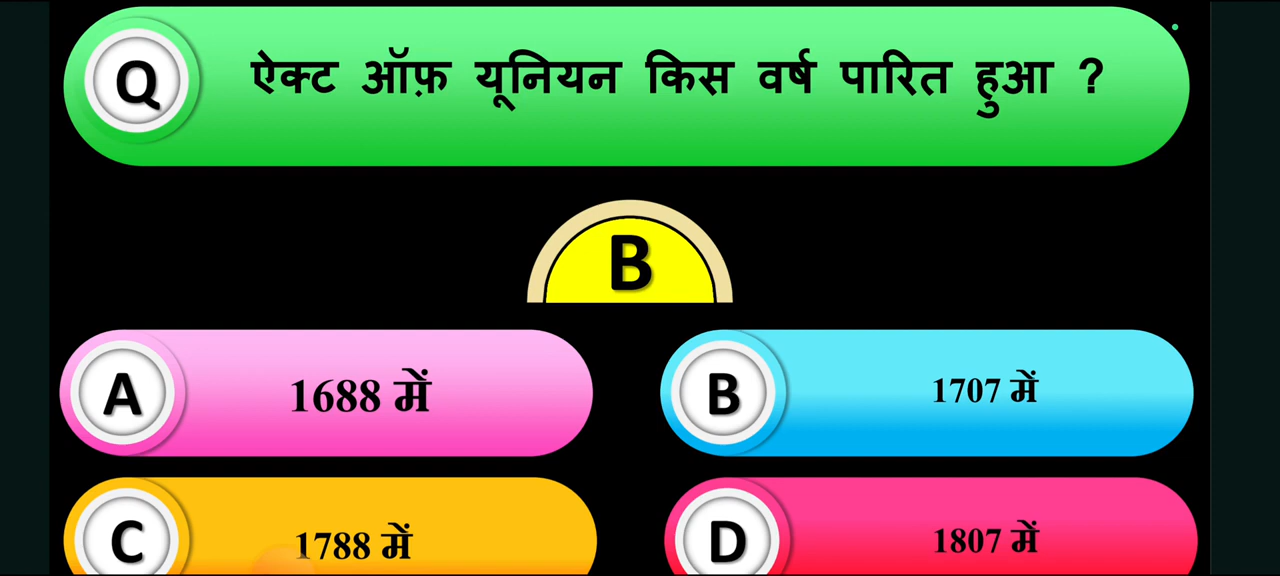 Q ऐक्ट ऑफ़ यूनियन किस वर्ष पारित हुआ ?
B
A 1688 में
B 1707 में
C 1788 में
D 1807 में